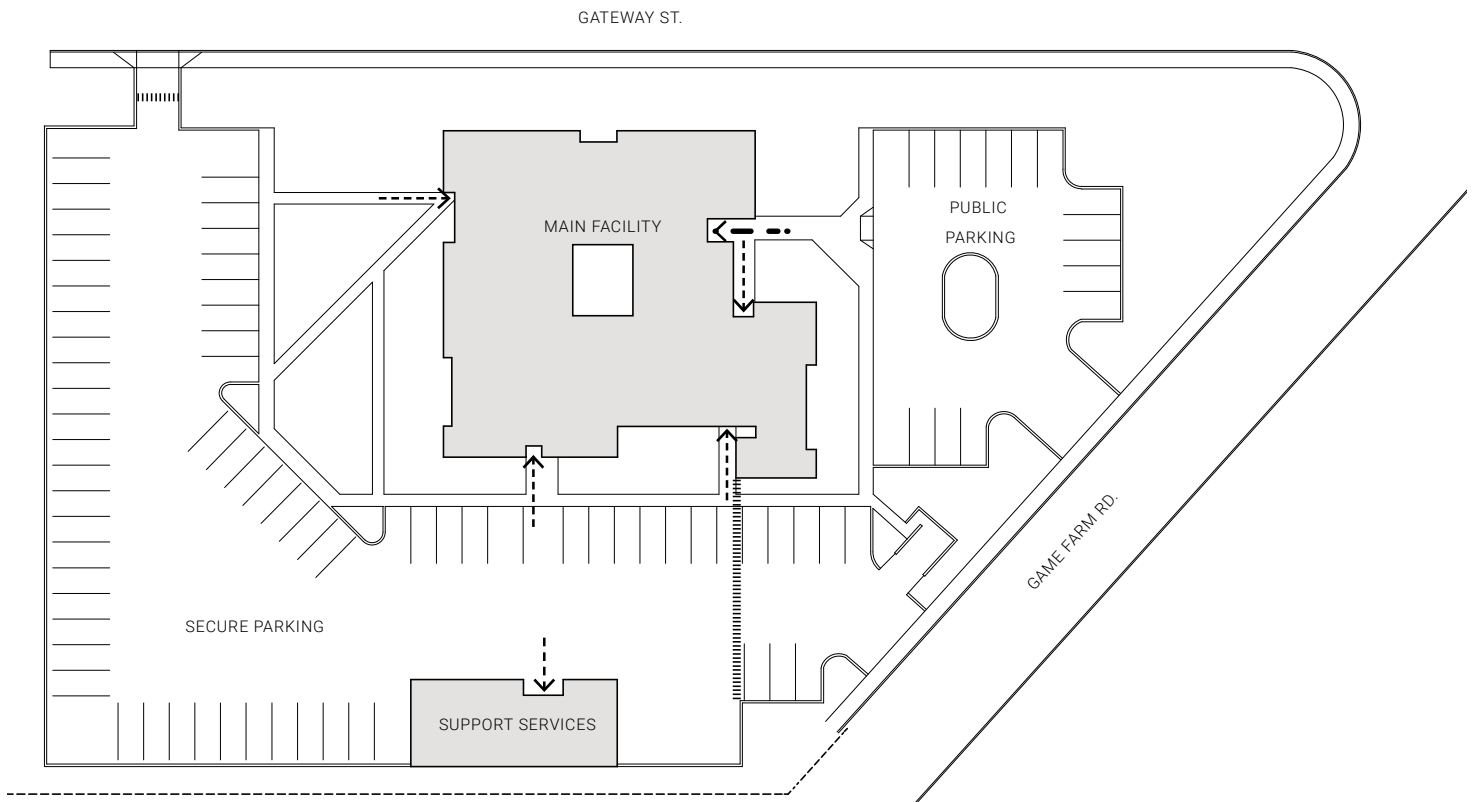 GATEWAY ST.
MAIN FACILITY
PUBLIC
PARKING
GAME FARM RD.
SECURE PARKING
SUPPORT SERVICES